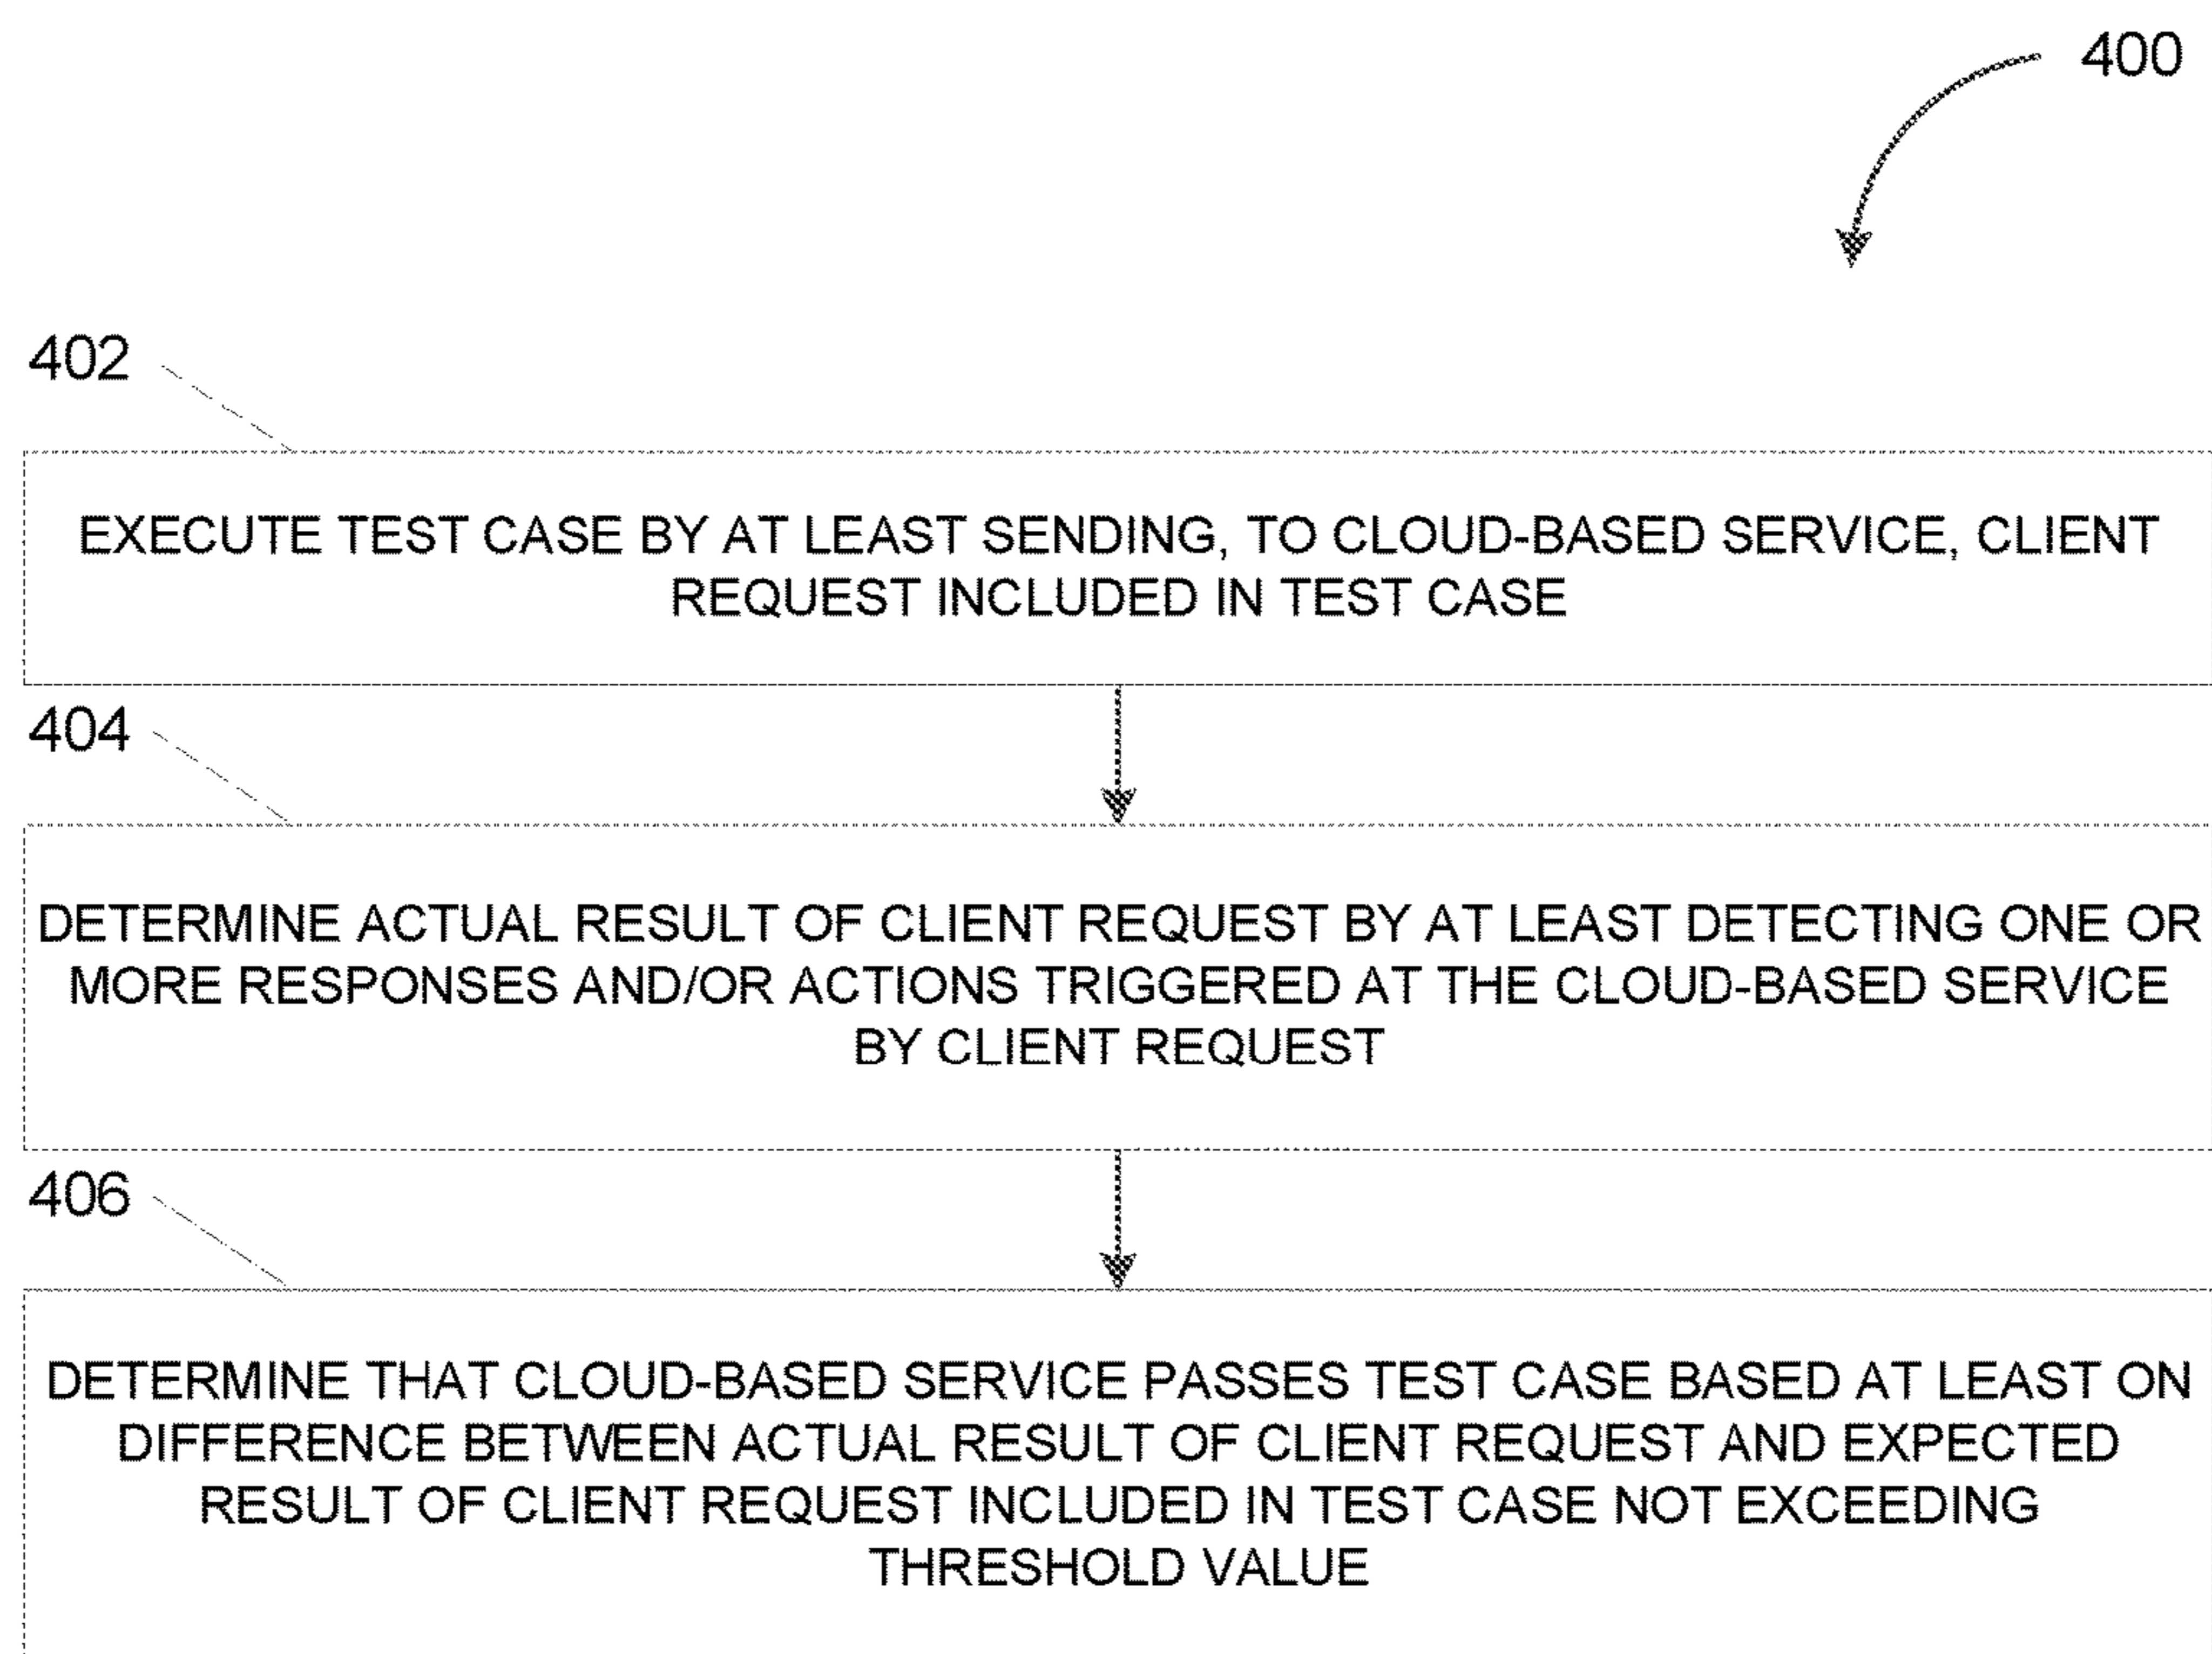 400
402
EXECUTE TEST CASE BY AT LEAST SENDING, TO CLOUD-BASED SERVICE, CLIENT
REQUEST INCLUDED IN TEST CASE
404
DETERMINE ACTUAL RESULT OF CLIENT REQUEST BY AT LEAST DETECTING ONE OR
MORE RESPONSES AND/OR ACTIONS TRIGGERED AT THE CLOUD-BASED SERVICE
BY CLIENT REQUEST
406
DETERMINE THAT CLOUD-BASED SERVICE PASSES TEST CASE BASED AT LEAST ON
DIFFERENCE BETWEEN ACTUAL RESULT OF CLIENT REQUEST AND EXPECTED
RESULT OF CLIENT REQUEST INCLUDED IN TEST CASE NOT EXCEEDING
THRESHOLD VALUE